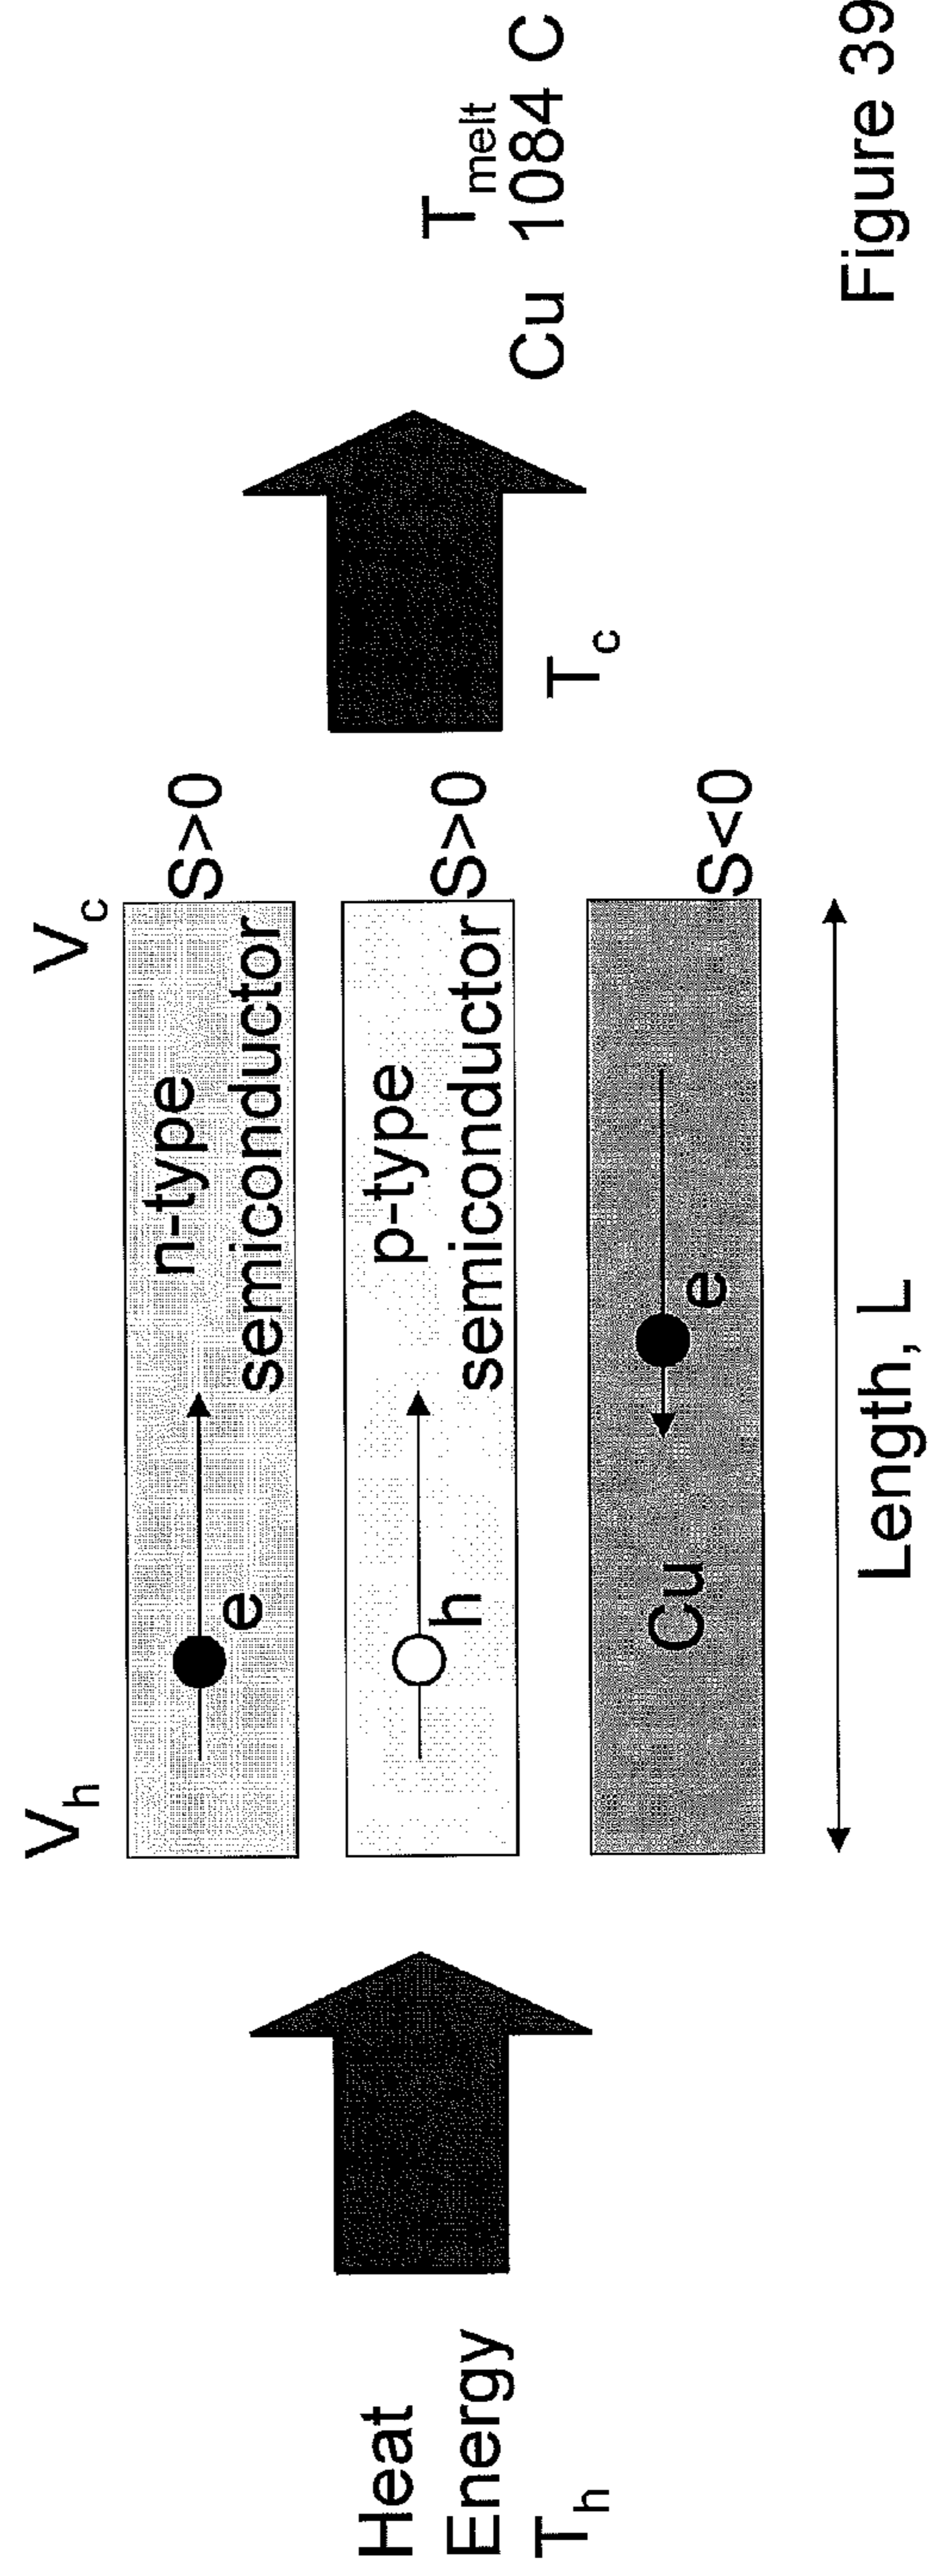 Heat
Energy
T_h
V_h
V_c
n-type
semiconductor
e
S>0
p-type
semiconductor
h
S>0
Cu
e
S<0
Length, L
T_c
T_melt
Cu 1084 C
Figure 39